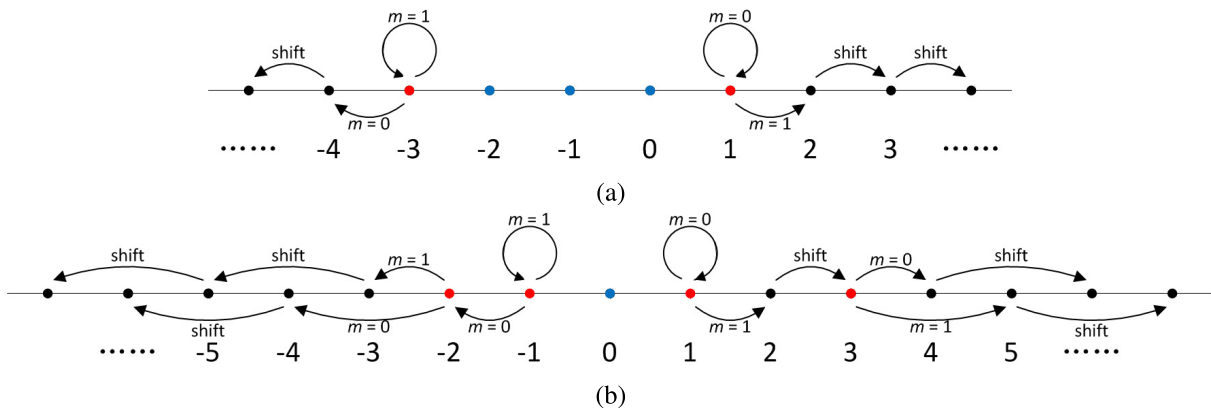 m = 1 m = 0
shift shift shift
m = 0 m = 1
⋯⋯ -4 -3 -2 -1 0 1 2 3 ⋯⋯
(a)
m = 1 m = 0
shift shift m = 1 shift m = 0 shift
shift m = 0 m = 0 m = 1 m = 1 shift
⋯⋯ -5 -4 -3 -2 -1 0 1 2 3 4 5 ⋯⋯
(b)